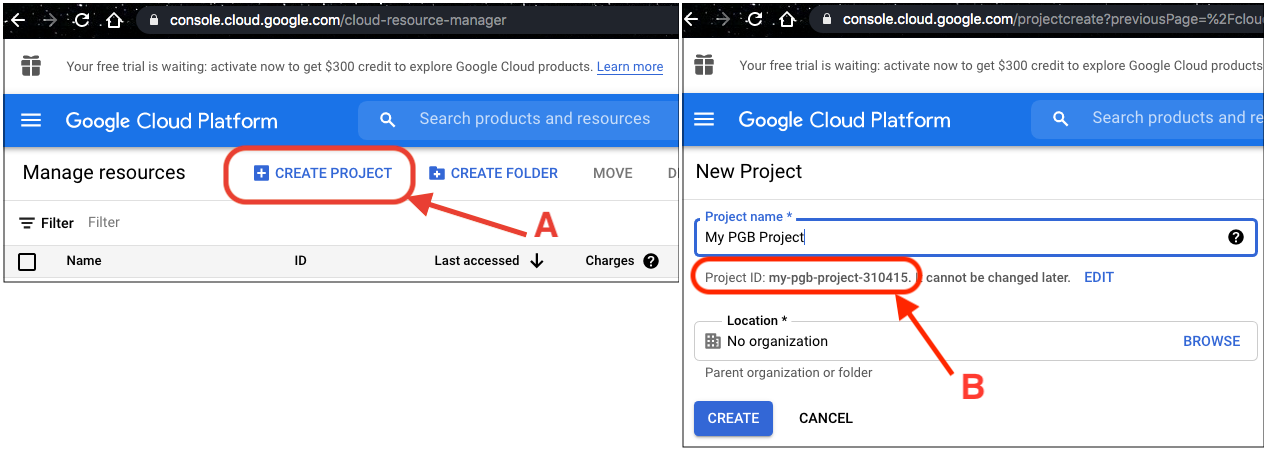 console.cloud.google.com/cloud-resource-manager
Your free trial is waiting: activate now to get $300 credit to explore Google Cloud products. Learn more
Google Cloud Platform
Search products and resources
Manage resources
CREATE PROJECT
CREATE FOLDER
MOVE
A
Filter
Filter
Name
ID
Last accessed
Charges
?
console.cloud.google.com/projectcreate?previousPage=%2Fclou
Your free trial is waiting: activate now to get $300 credit to explore Google Cloud products
Google Cloud Platform
Search products and re
New Project
Project name *
My PGB Project
?
Project ID: my-pgb-project-310415. It cannot be changed later. EDIT
Location *
No organization
BROWSE
Parent organization or folder
B
CREATE
CANCEL